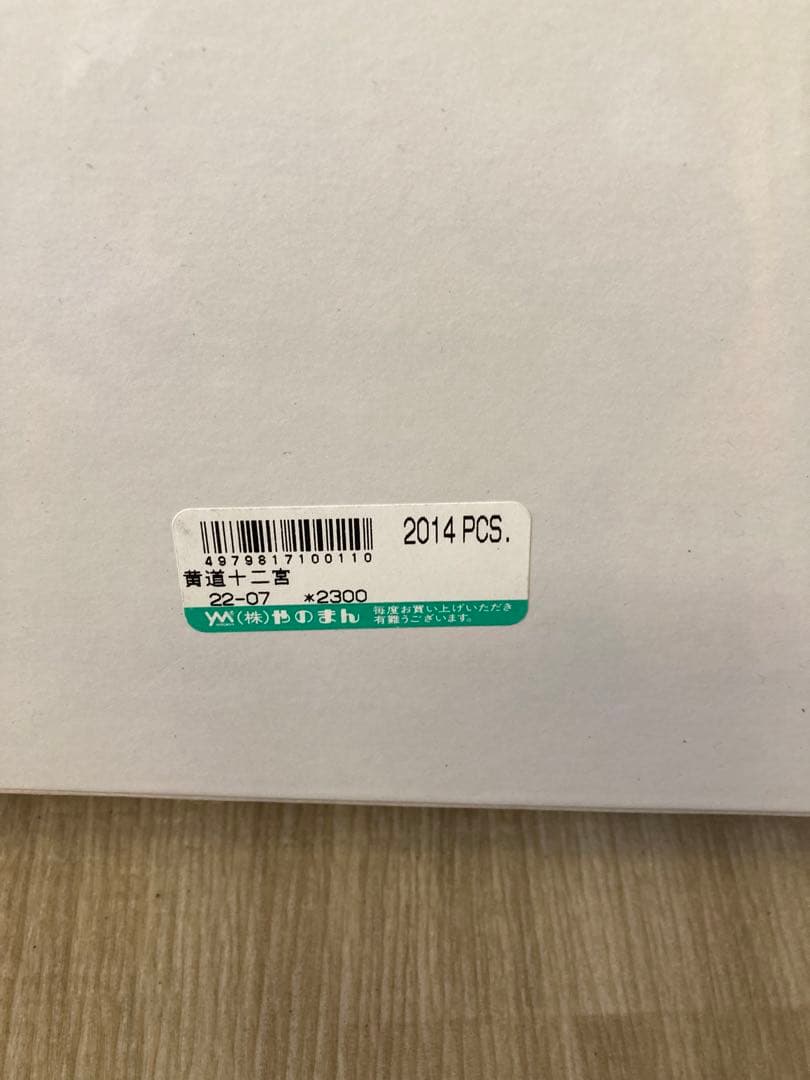 2014 PCS.
4979817100110
黄道十二宮
22-07 *2300
YM (株)やのまん 毎度お買い上げいただき
有難うございます。